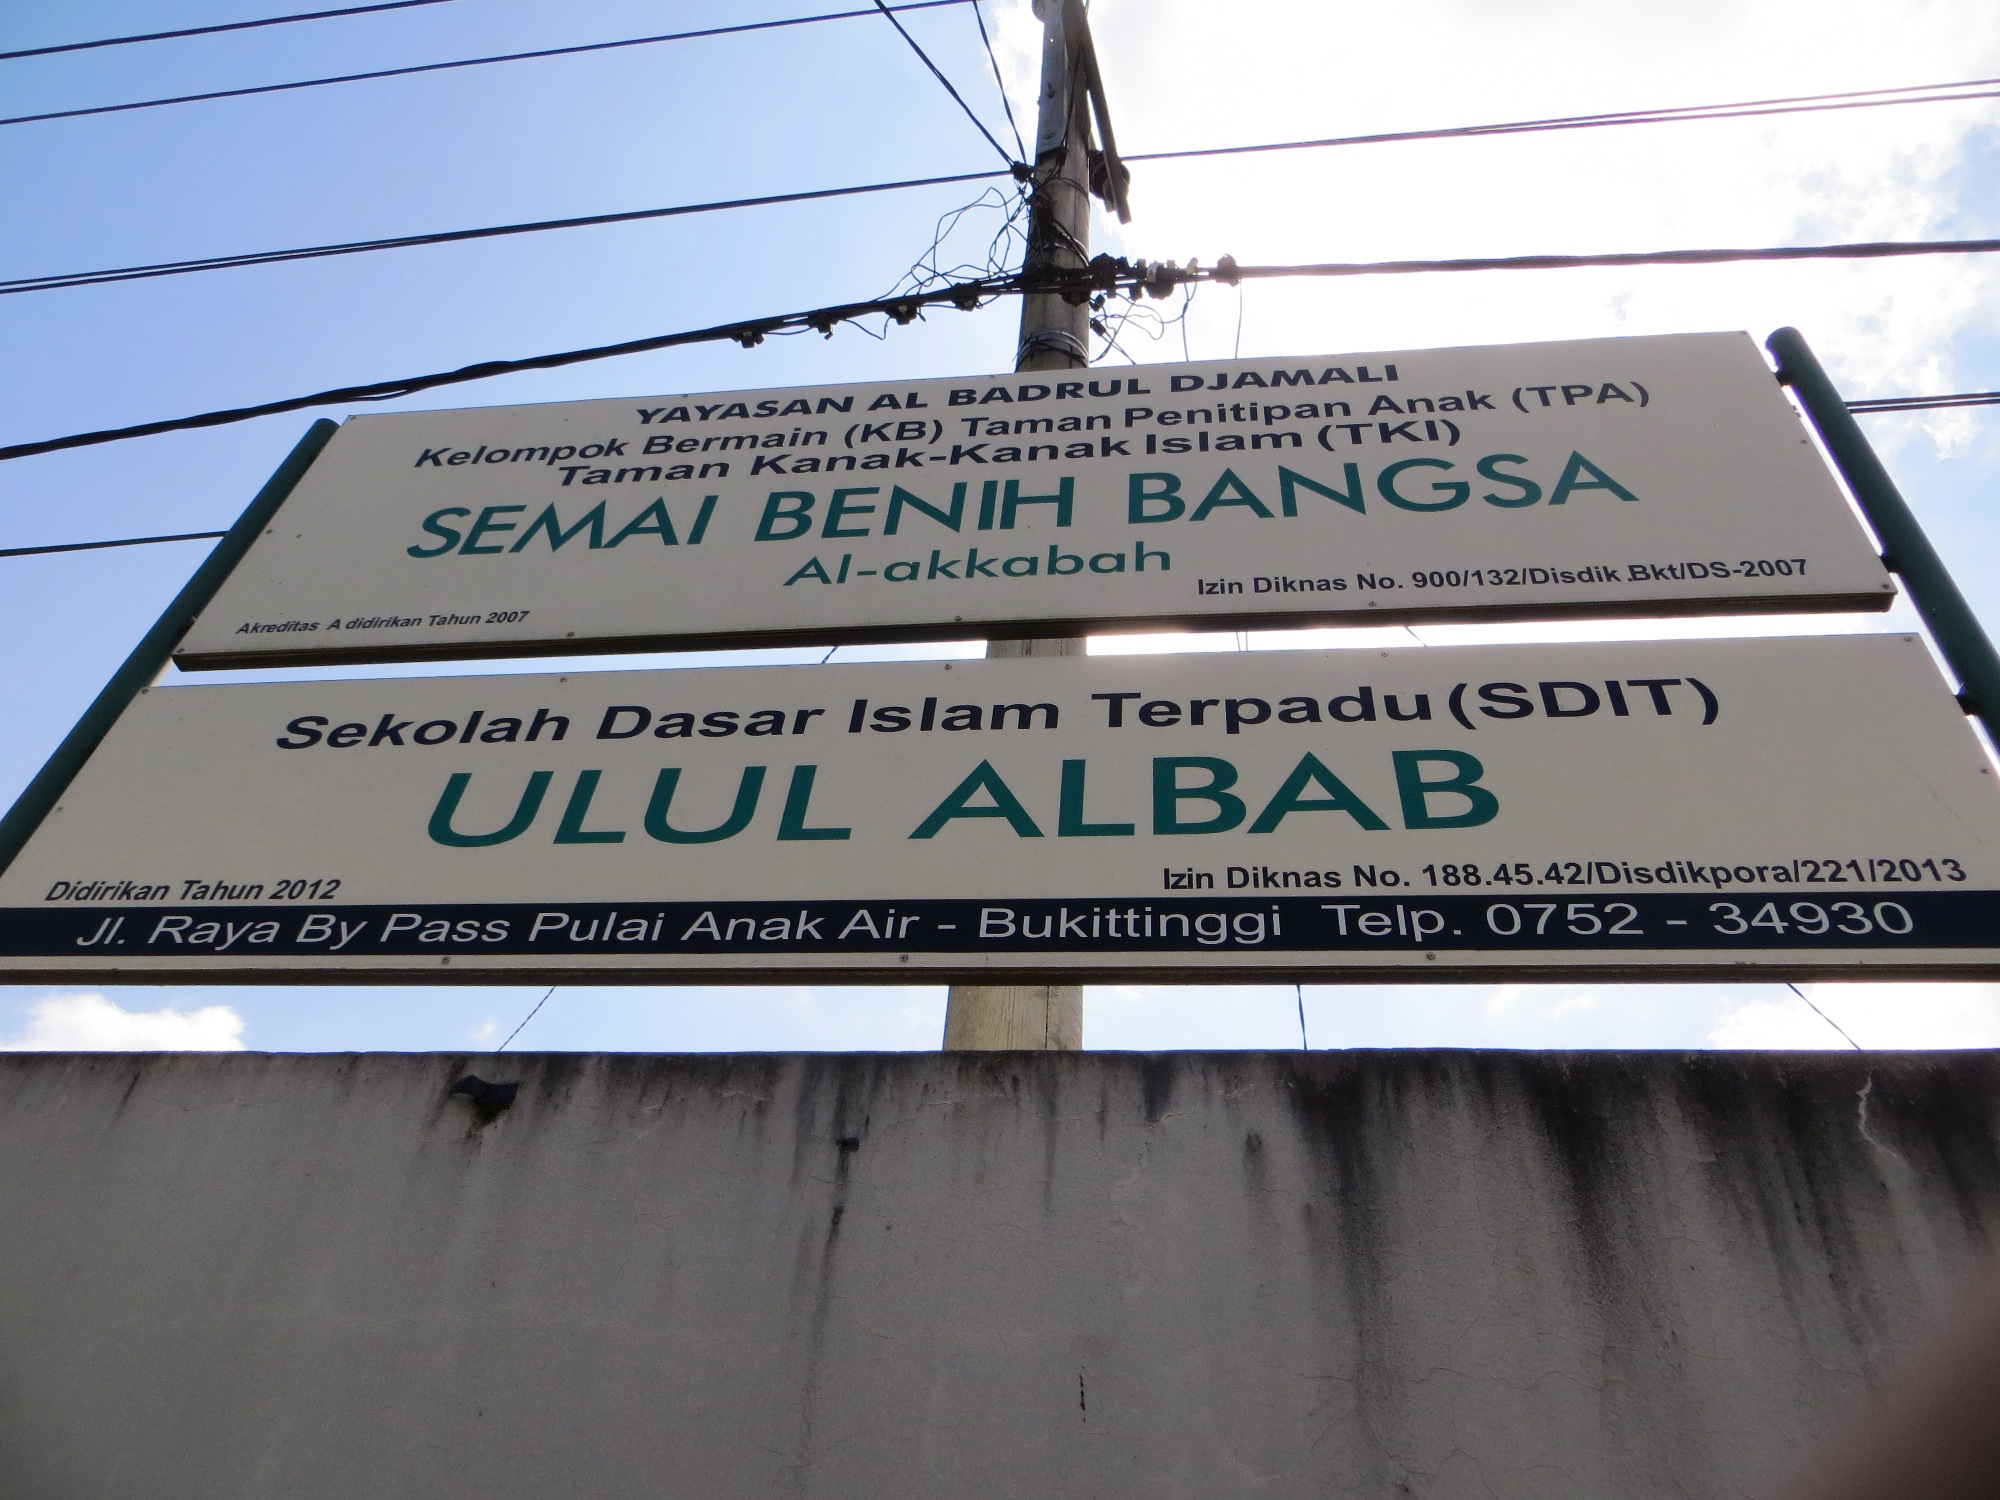 YAYASAN AL BADRUL DJAMALI
Kelompok Bermain (KB) Taman Penitipan Anak (TPA)
Taman Kanak-Kanak Islam (TKI)
SEMAI BENIH BANGSA
Al-akkabah
Izin Diknas No. 900/132/Disdik.Bkt/DS-2007
Akreditas A didirikan Tahun 2007
Sekolah Dasar Islam Terpadu (SDIT)
ULUL ALBAB
Didirikan Tahun 2012
Izin Diknas No. 188.45.42/Disdikpora/221/2013
Jl. Raya By Pass Pulai Anak Air - Bukittinggi Telp. 0752 - 34930